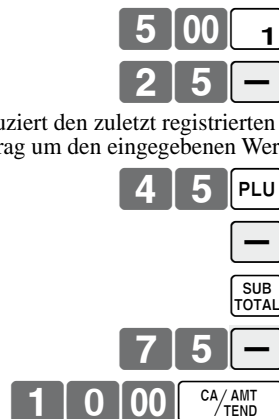 5 00 1
2 5 −
uziert den zuletzt registrierten
rag um den eingegebenen Wer
4 5 PLU
−
SUB
TOTAL
7 5 −
1 0 00 CA/AMT
TEND